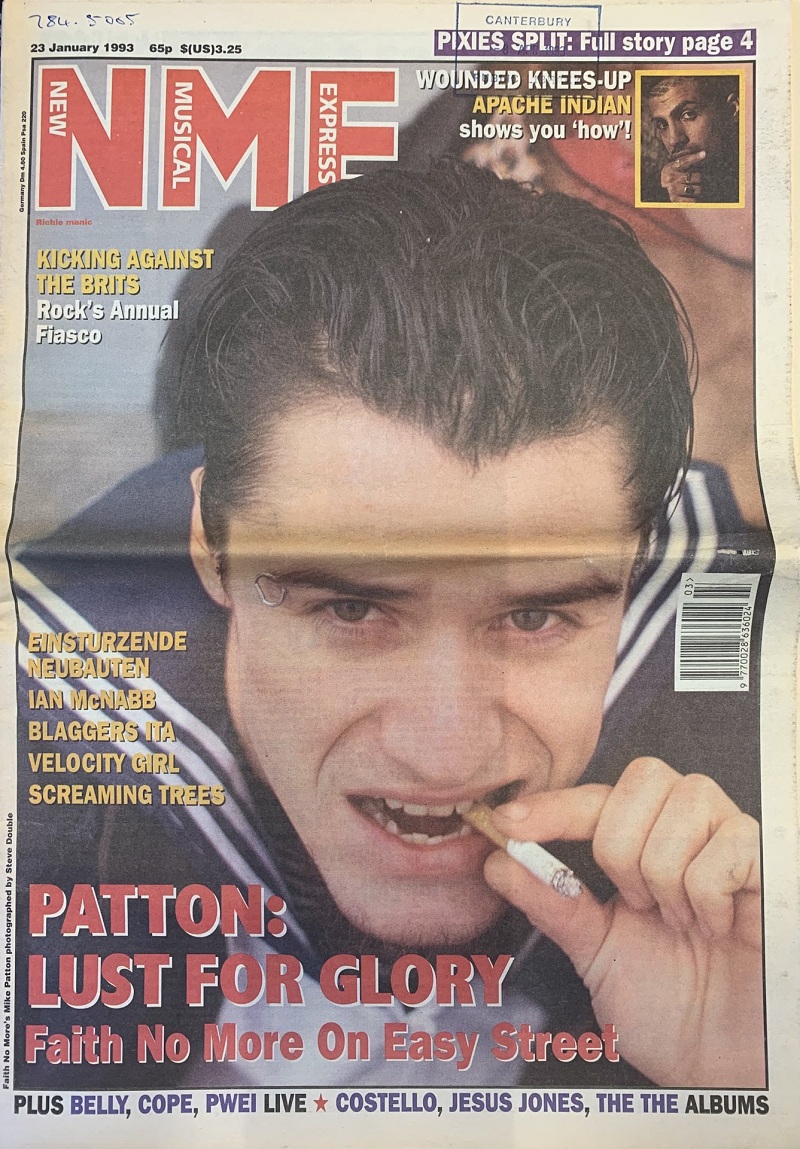 784.5005
CANTERBURY
23 January 1993 65p $(US)3.25
PIXIES SPLIT: Full story page 4
NEW
MUSICAL
EXPRESS
NME
WOUNDED KNEES-UP
APACHE INDIAN
shows you ‘how’!
Germany Dm 4.50 Spain Psa 220
Richie manic
KICKING AGAINST
THE BRITS
Rock’s Annual
Fiasco
03>
9 770028 636024
EINSTURZENDE
NEUBAUTEN
IAN McNABB
BLAGGERS ITA
VELOCITY GIRL
SCREAMING TREES
PATTON:
LUST FOR GLORY
Faith No More On Easy Street
Faith No More's Mike Patton photographed by Steve Double
PLUS BELLY, COPE, PWEI LIVE ★ COSTELLO, JESUS JONES, THE THE ALBUMS